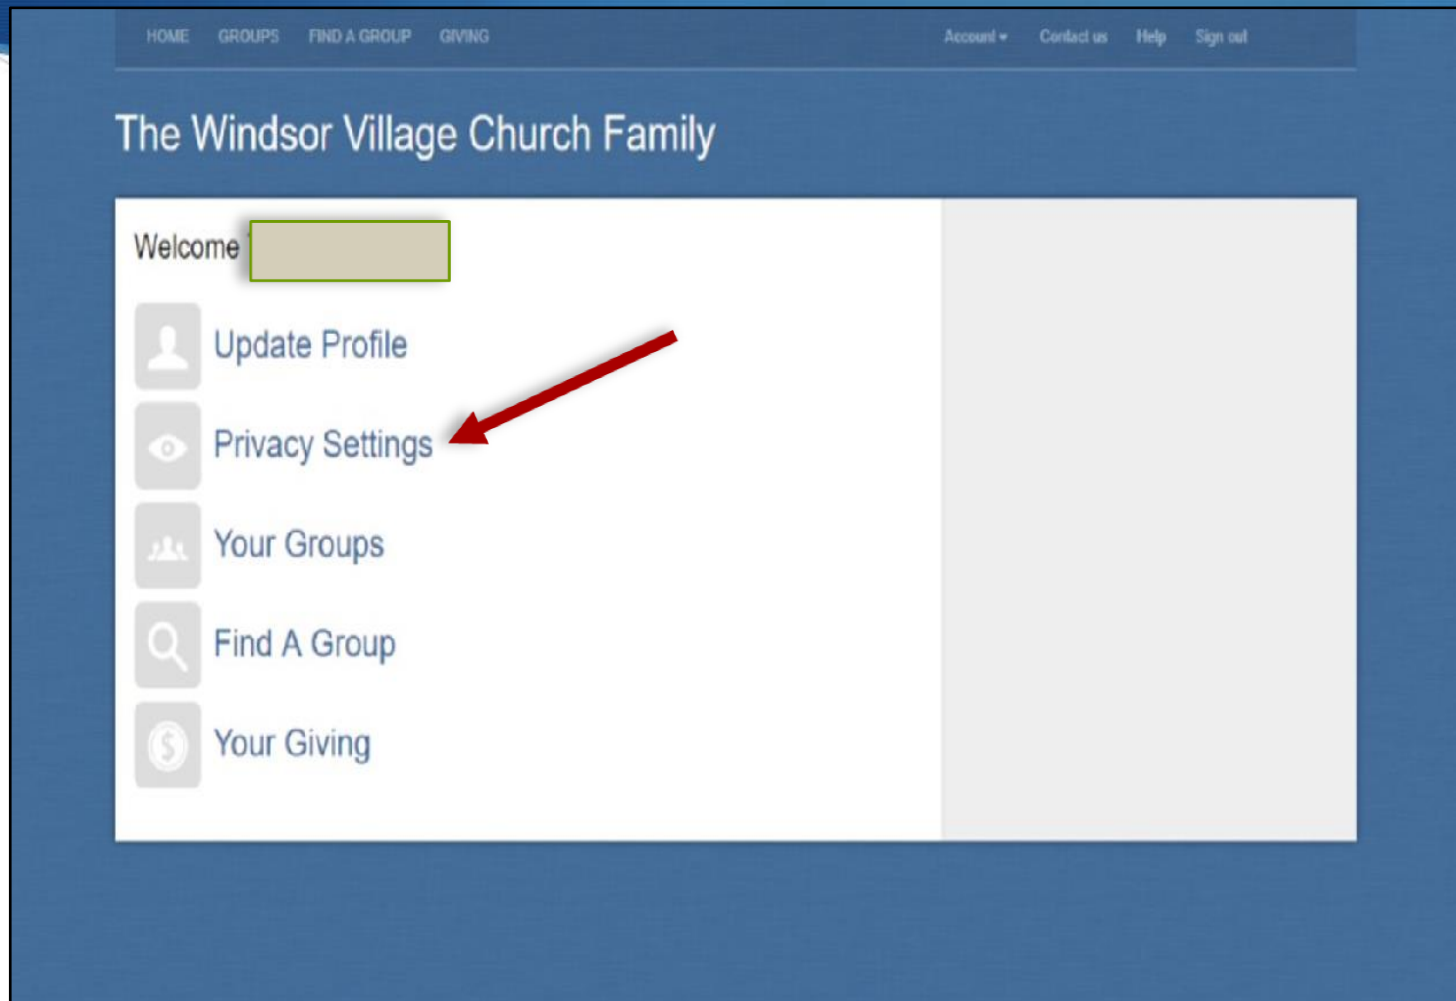 HOME GROUPS FIND A GROUP GIVING Account Contact us Help Sign out
The Windsor Village Church Family
Welcome
Update Profile
Privacy Settings
Your Groups
Find A Group
Your Giving